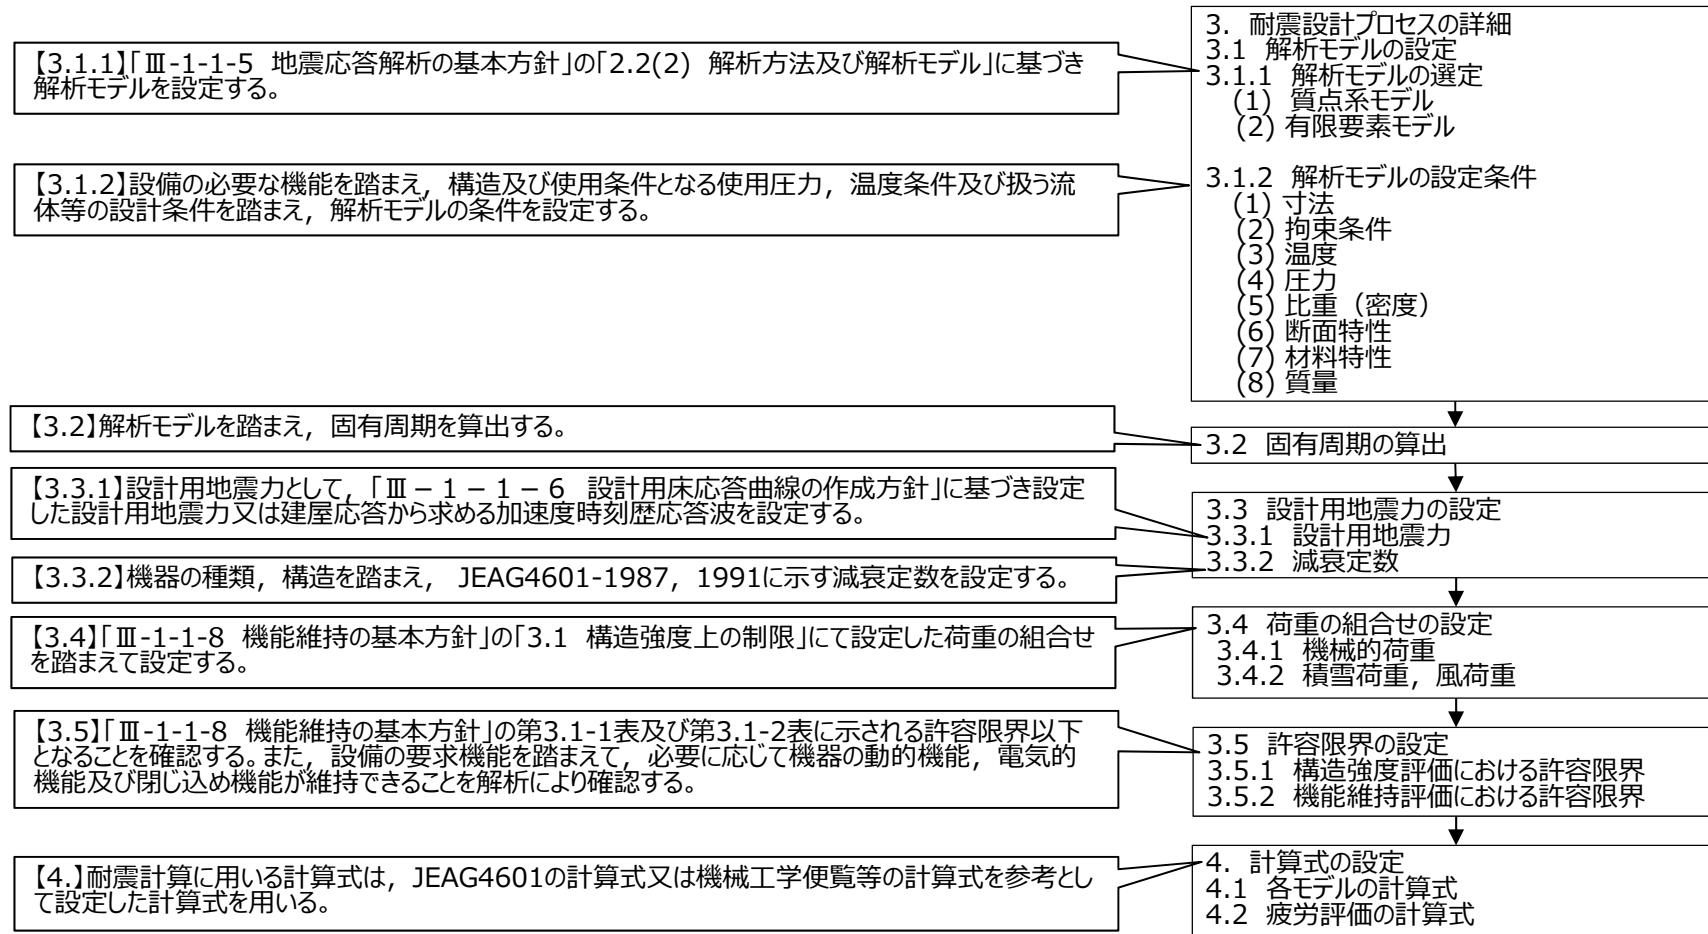 【3.1.1】「Ⅲ-1-1-5 地震応答解析の基本方針」の「2.2(2) 解析方法及び解析モデル」に基づき
解析モデルを設定する。
3. 耐震設計プロセスの詳細
3.1 解析モデルの設定
3.1.1 解析モデルの選定
(1) 質点系モデル
(2) 有限要素モデル
【3.1.2】設備の必要な機能を踏まえ，構造及び使用条件となる使用圧力，温度条件及び扱う流
体等の設計条件を踏まえ，解析モデルの条件を設定する。
3.1.2 解析モデルの設定条件
(1) 寸法
(2) 拘束条件
(3) 温度
(4) 圧力
(5) 比重（密度）
(6) 断面特性
(7) 材料特性
(8) 質量
【3.2】解析モデルを踏まえ，固有周期を算出する。
3.2 固有周期の算出
【3.3.1】設計用地震力として，「Ⅲ－１－１－６ 設計用床応答曲線の作成方針」に基づき設定
した設計用地震力又は建屋応答から求める加速度時刻歴応答波を設定する。
【3.3.2】機器の種類，構造を踏まえ， JEAG4601-1987，1991に示す減衰定数を設定する。
3.3 設計用地震力の設定
3.3.1 設計用地震力
3.3.2 減衰定数
【3.4】「Ⅲ-1-1-8 機能維持の基本方針」の「3.1 構造強度上の制限」にて設定した荷重の組合せ
を踏まえて設定する。
3.4 荷重の組合せの設定
3.4.1 機械的荷重
3.4.2 積雪荷重，風荷重
【3.5】「Ⅲ-1-1-8 機能維持の基本方針」の第3.1-1表及び第3.1-2表に示される許容限界以下
となることを確認する。また，設備の要求機能を踏まえて，必要に応じて機器の動的機能，電気的
機能及び閉じ込め機能が維持できることを解析により確認する。
3.5 許容限界の設定
3.5.1 構造強度評価における許容限界
3.5.2 機能維持評価における許容限界
【4.】耐震計算に用いる計算式は，JEAG4601の計算式又は機械工学便覧等の計算式を参考とし
て設定した計算式を用いる。
4. 計算式の設定
4.1 各モデルの計算式
4.2 疲労評価の計算式